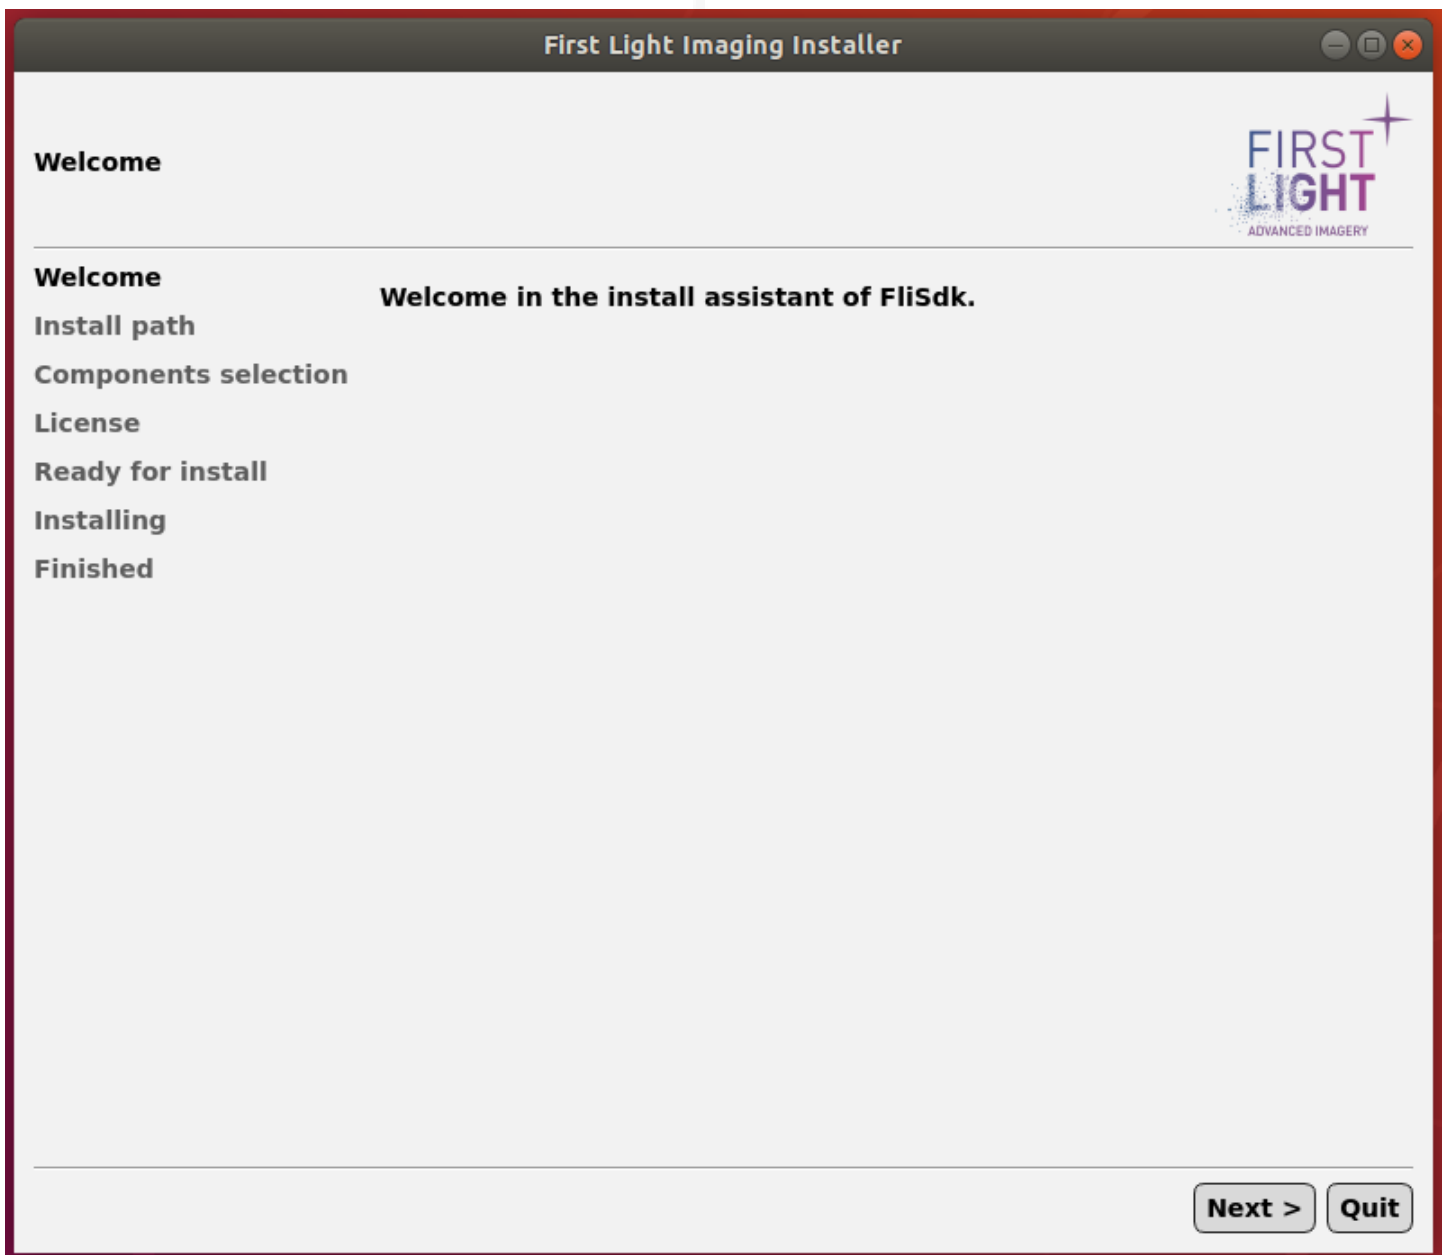 First Light Imaging Installer
Welcome
FIRST
LIGHT
ADVANCED IMAGERY
Welcome
Install path
Components selection
License
Ready for install
Installing
Finished
Welcome in the install assistant of FliSdk.
Next >
Quit